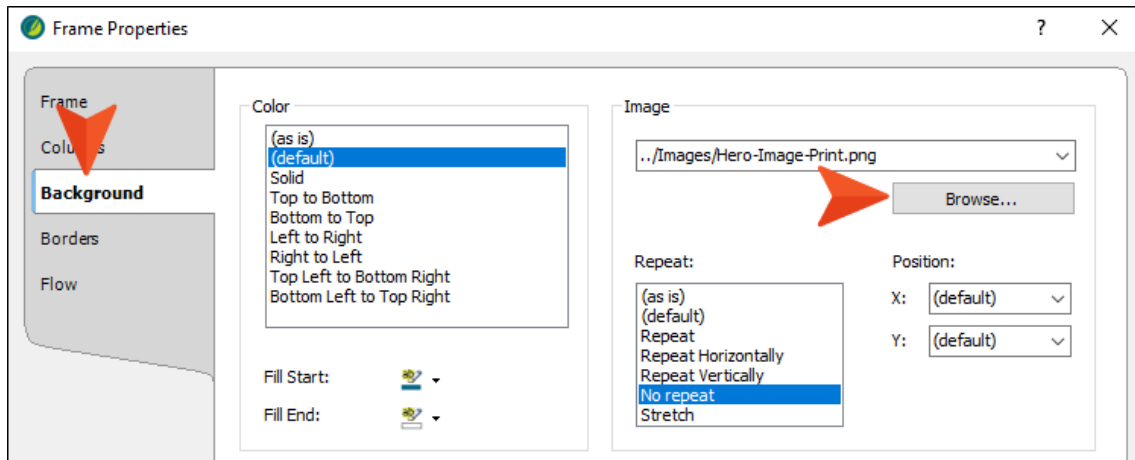 Frame Properties
?
Frame
Background
Borders
Flow
Color
(as is)
(default)
Solid
Top to Bottom
Bottom to Top
Left to Right
Right to Left
Top Left to Bottom Right
Bottom Left to Top Right
Fill Start:
Fill End:
Image
../Images/Hero-Image-Print.png
Browse...
Repeat:
(as is)
(default)
Repeat
Repeat Horizontally
Repeat Vertically
No repeat
Stretch
Position:
X: (default)
Y: (default)